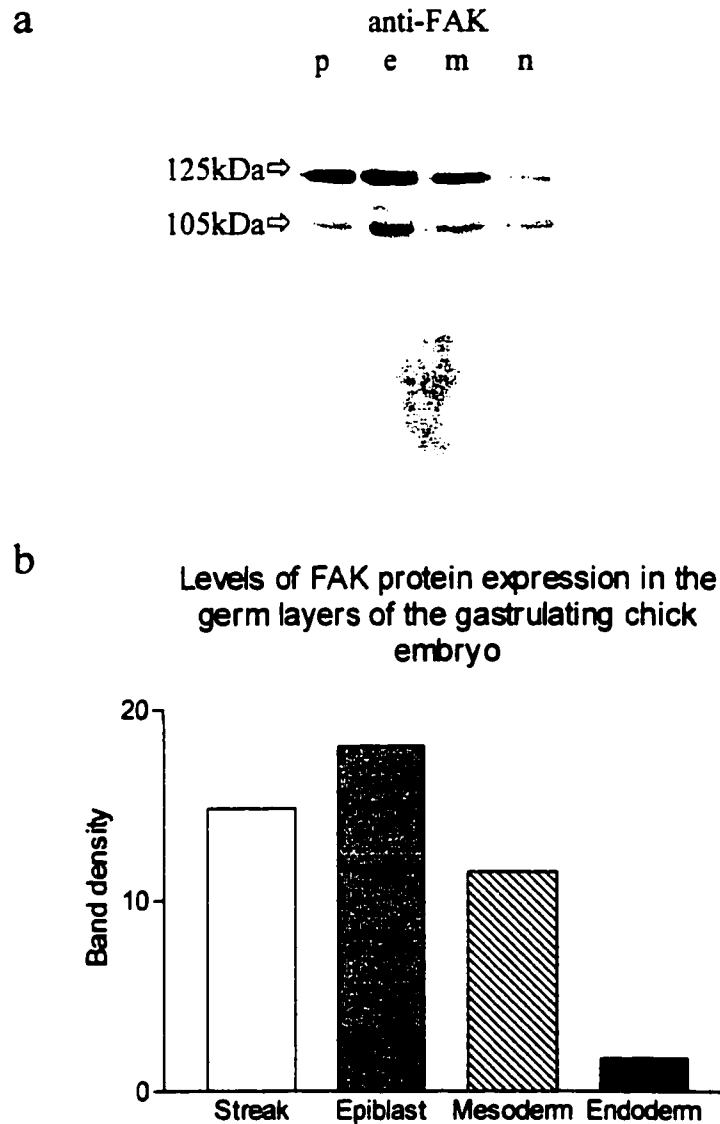 a
anti-FAK
p e m n
125kDa⇨
105kDa⇨
b
Levels of FAK protein expression in the
germ layers of the gastrulating chick
embryo
20
10
0
Band density
Streak Epiblast Mesoderm Endoderm